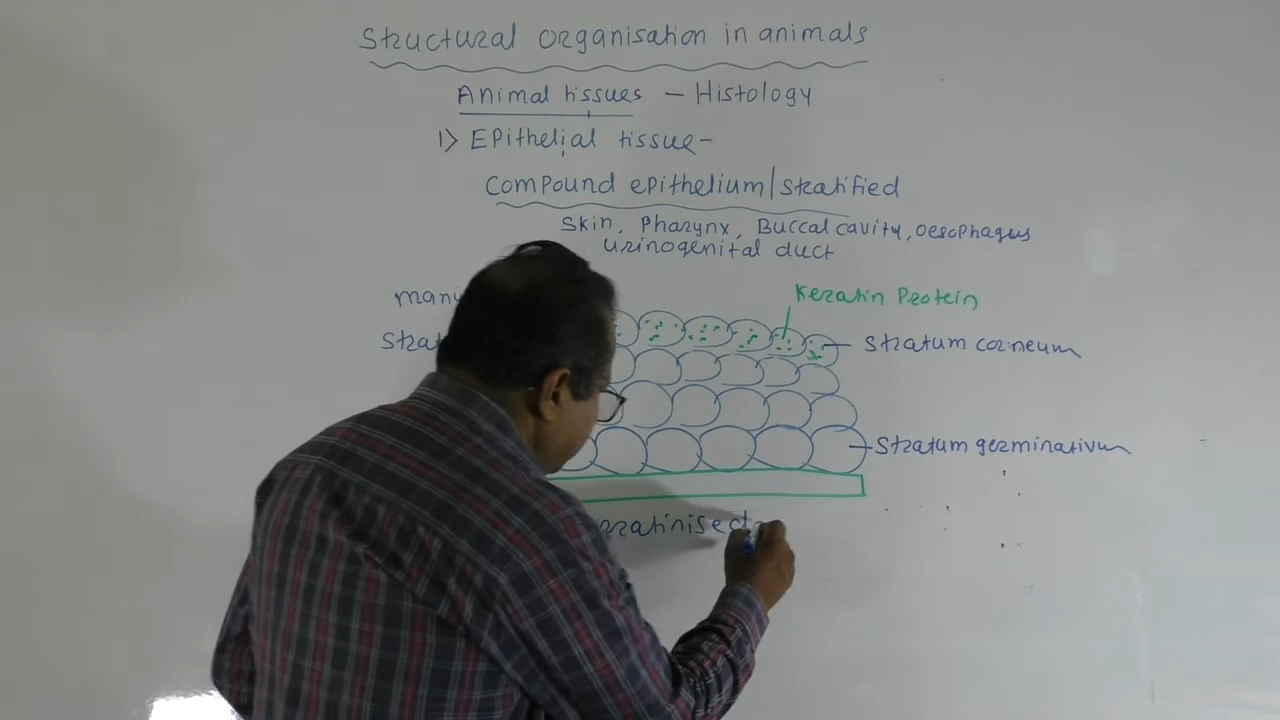 Structural organisation in animals
Animal tissues – Histology
1> Epithelial tissue-
Compound epithelium/stratified
Skin, Pharynx, Buccal cavity, oesophagus
urinogenital duct
Keratin Protein
Stratum corneum
Stratum germinativum